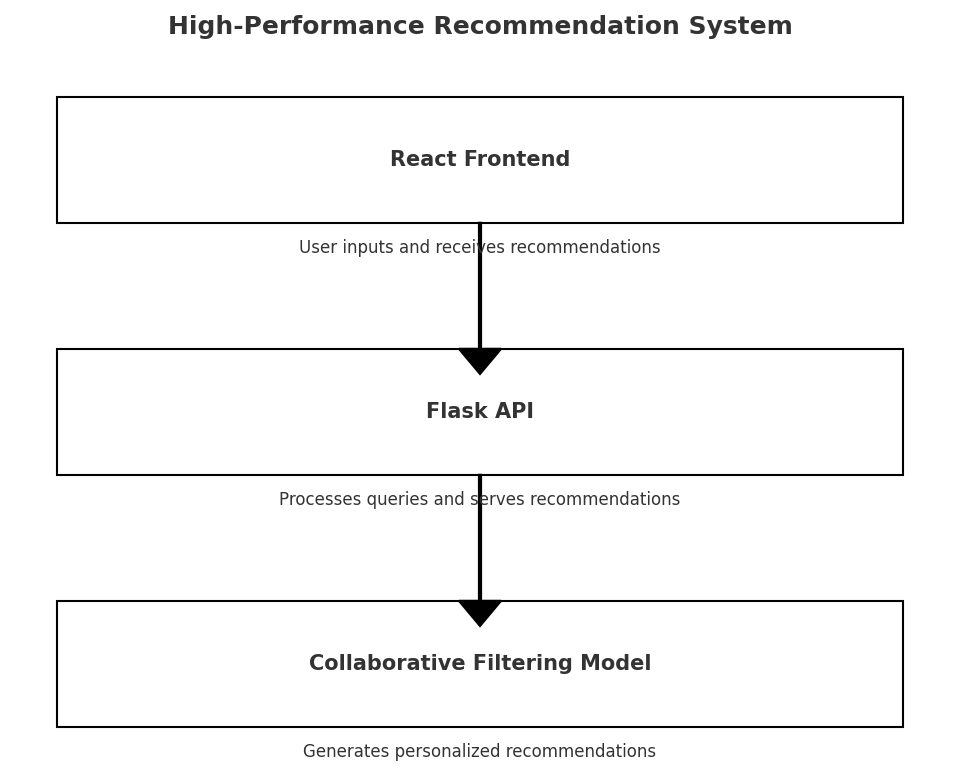 High-Performance Recommendation System
React Frontend
User inputs and receives recommendations
Flask API
Processes queries and serves recommendations
Collaborative Filtering Model
Generates personalized recommendations